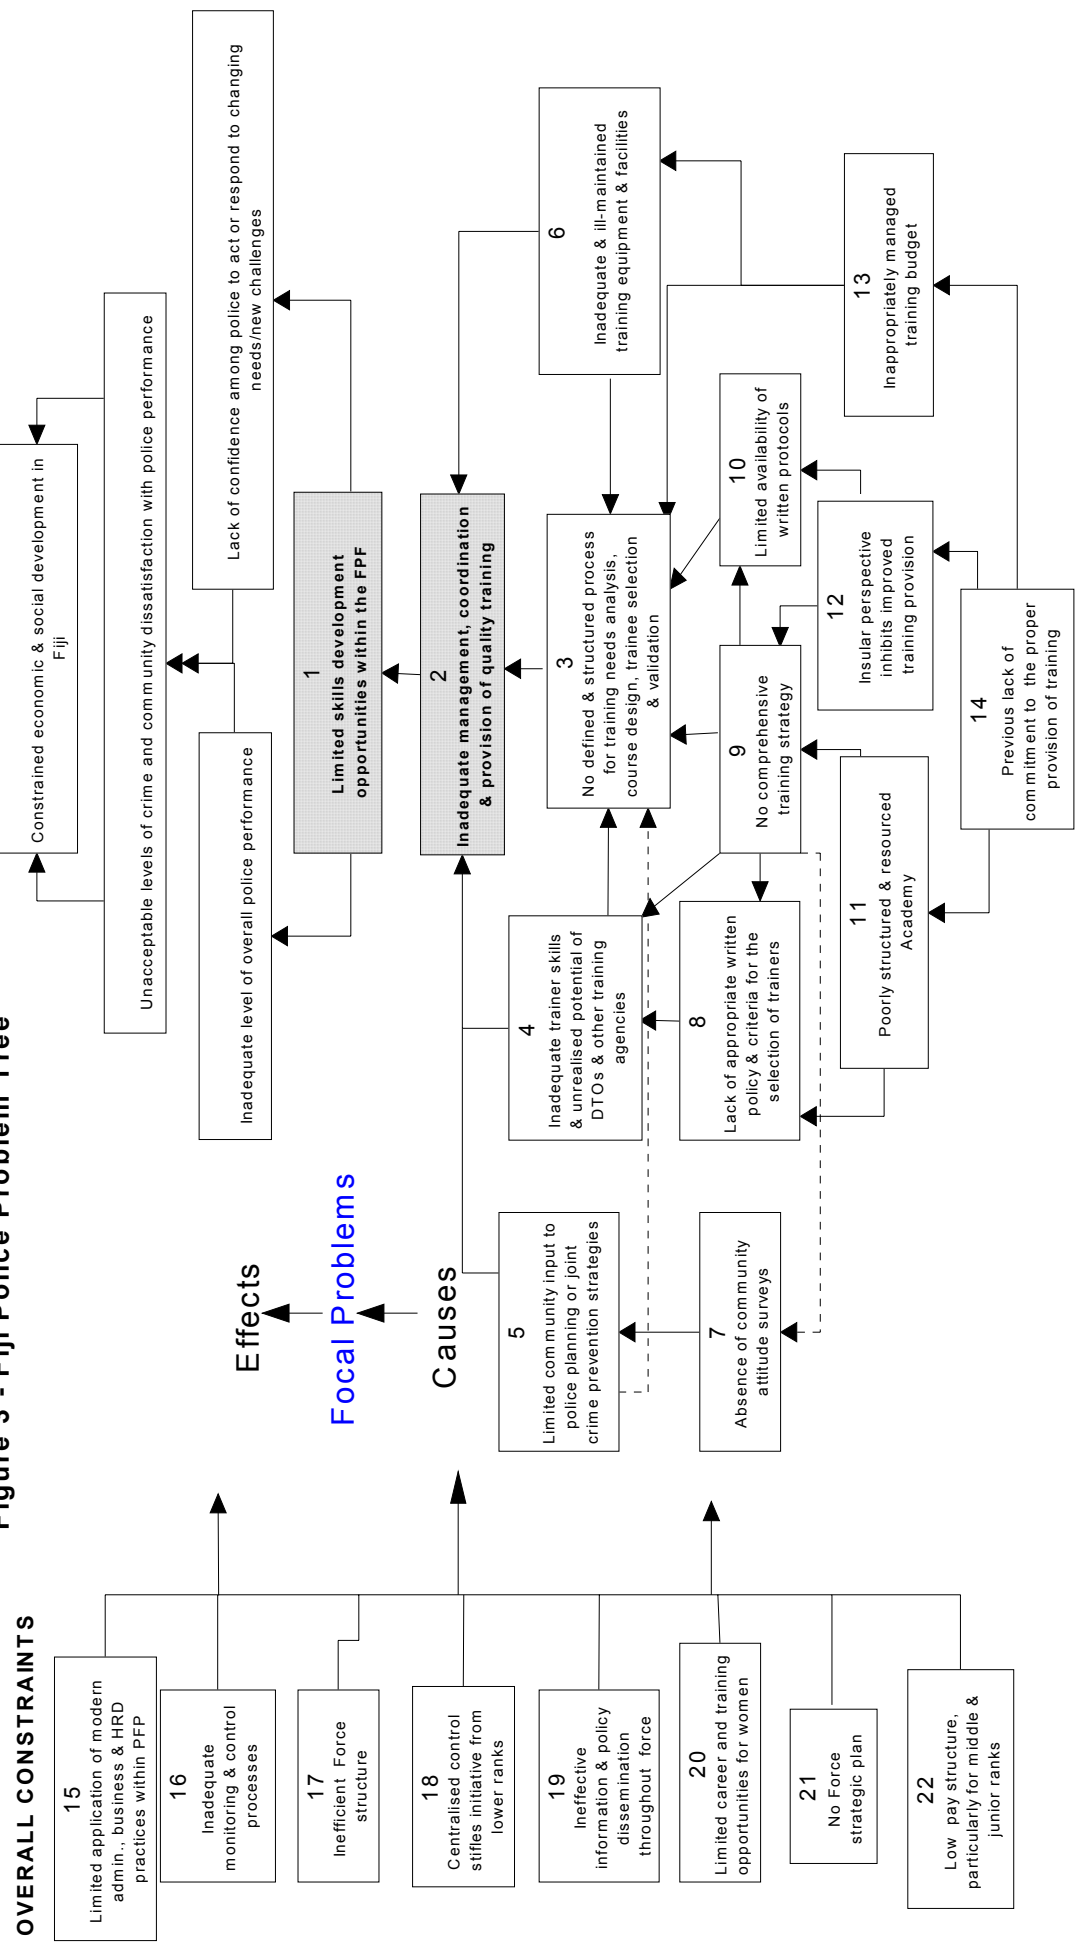 Figure 3 - Fiji Police Problem Tree
OVERALL CONSTRAINTS
15
Limited application of modern
admin., business & HRD
practices within PFP
16
Inadequate
monitoring & control
processes
17
Inefficient Force
structure
18
Centralised control
stifles initiative from
lower ranks
19
Ineffective
information & policy
dissemination
throughout force
20
Limited career and training
opportunities for women
21
No Force
strategic plan
22
Low pay structure,
particularly for middle &
junior ranks
Effects
Focal Problems
Causes
Constrained economic & social development in
Fiji
Unacceptable levels of crime and community dissatisfaction with police performance
Inadequate level of overall police performance
Lack of confidence among police to act or respond to changing
needs/new challenges
1
Limited skills development
opportunities within the FPF
2
Inadequate management, coordination
& provision of quality training
3
No defined & structured process
for training needs analysis,
course design, trainee selection
& validation
4
Inadequate trainer skills
& unrealised potential of
DTOs & other training
agencies
5
Limited community input to
police planning or joint
crime prevention strategies
6
Inadequate & ill-maintained
training equipment & facilities
7
Absence of community
attitude surveys
8
Lack of appropriate written
policy & criteria for the
selection of trainers
9
No comprehensive
training strategy
10
Limited availability of
written protocols
11
Poorly structured & resourced
Academy
12
Insular perspective
inhibits improved
training provision
13
Inappropriately managed
training budget
14
Previous lack of
commitment to the proper
provision of training